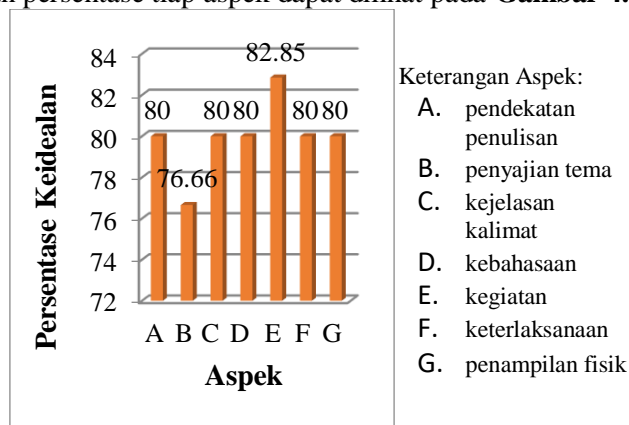 persentase tiap aspek dapat dilihat pada Gambar 4.
84
82
80
78
76
74
72
Persentase Keidealan
80
76.66
80
80
82.85
80
80
A B C D E F G
Aspek
Keterangan Aspek:
A. pendekatan
penulisan
B. penyajian tema
C. kejelasan
kalimat
D. kebahasaan
E. kegiatan
F. keterlaksanaan
G. penampilan fisik